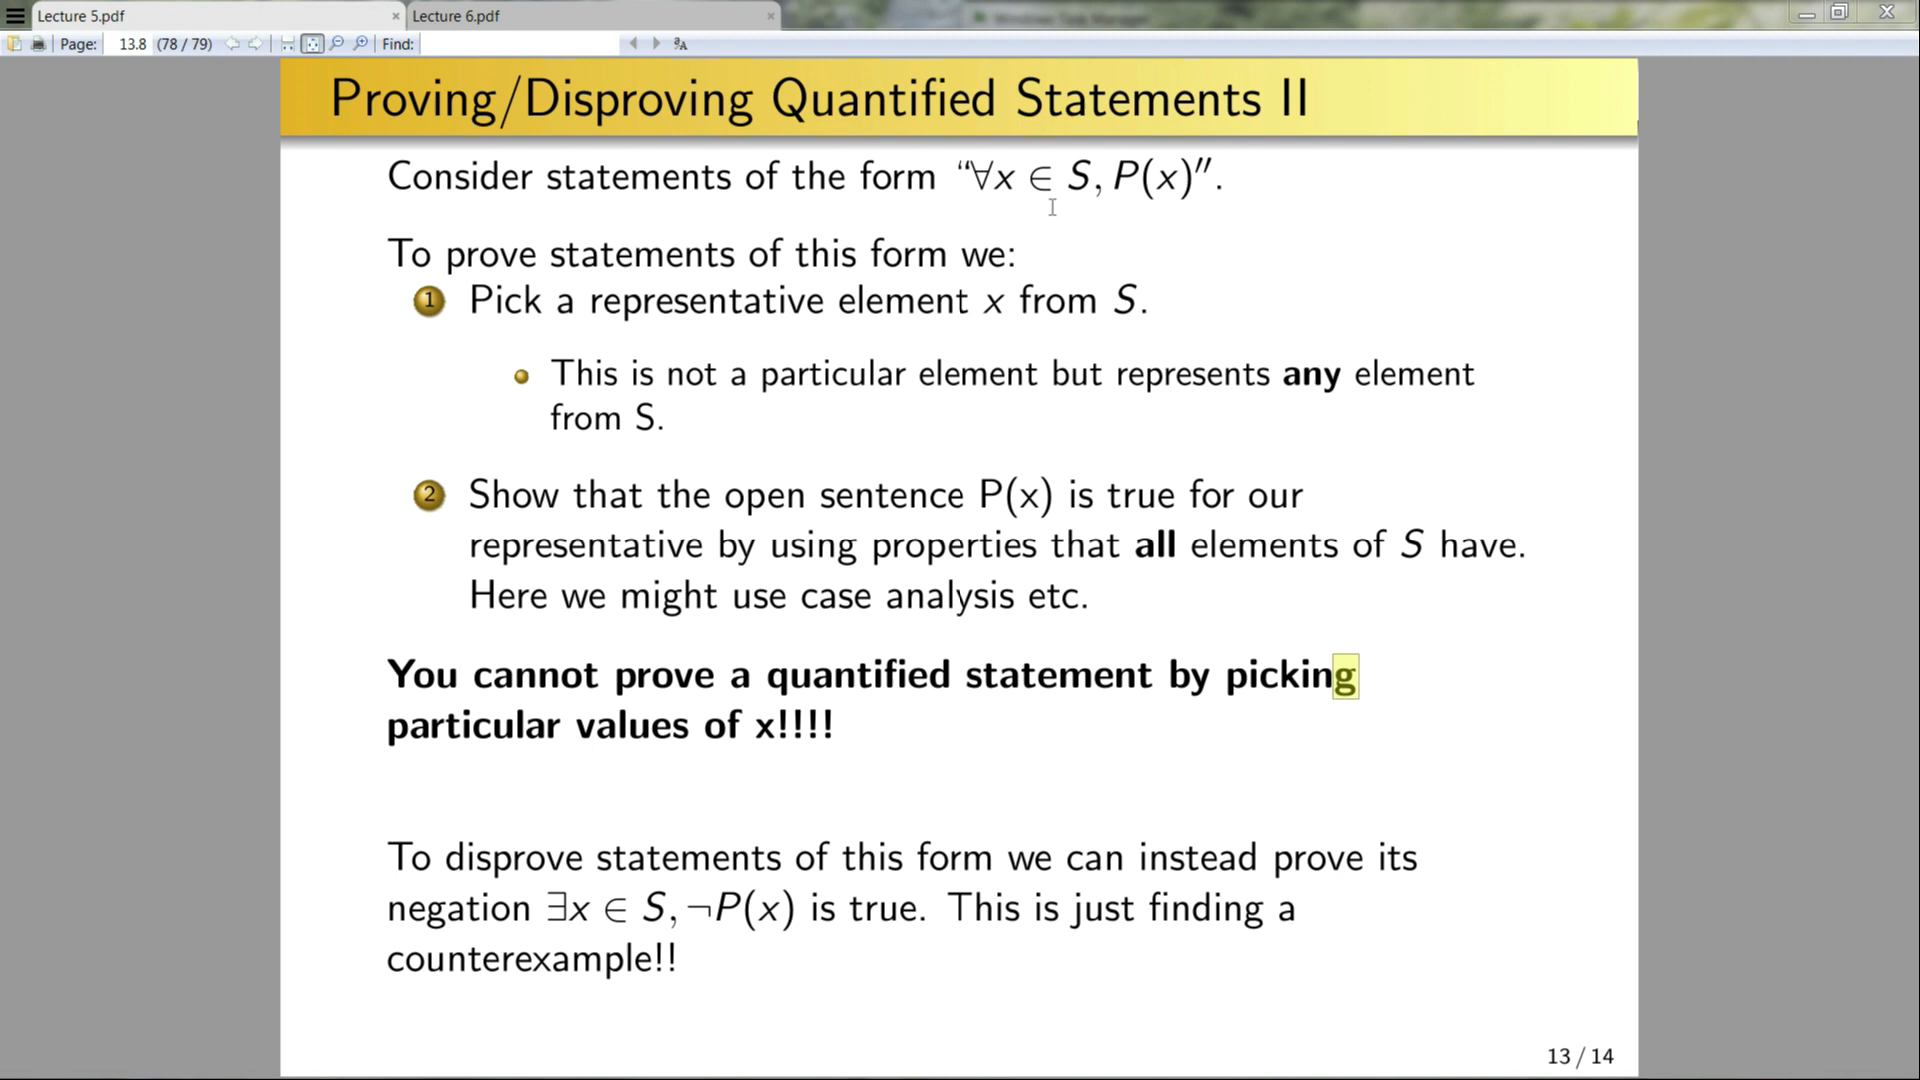 Lecture 5.pdf
Lecture 6.pdf
Windows Task Manager
Page: 13.8 (78 / 79) Find:
Proving/Disproving Quantified Statements II
Consider statements of the form “∀x ∈ S, P(x)”.
To prove statements of this form we:
1 Pick a representative element x from S.
• This is not a particular element but represents any element
from S.
2 Show that the open sentence P(x) is true for our
representative by using properties that all elements of S have.
Here we might use case analysis etc.
You cannot prove a quantified statement by picking
particular values of x!!!!
To disprove statements of this form we can instead prove its
negation ∃x ∈ S, ¬P(x) is true. This is just finding a
counterexample!!
13 / 14